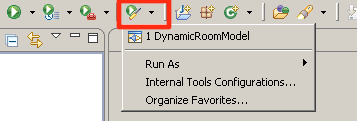 1 DynamicRoomModel
Run As
Internal Tools Configurations...
Organize Favorites...